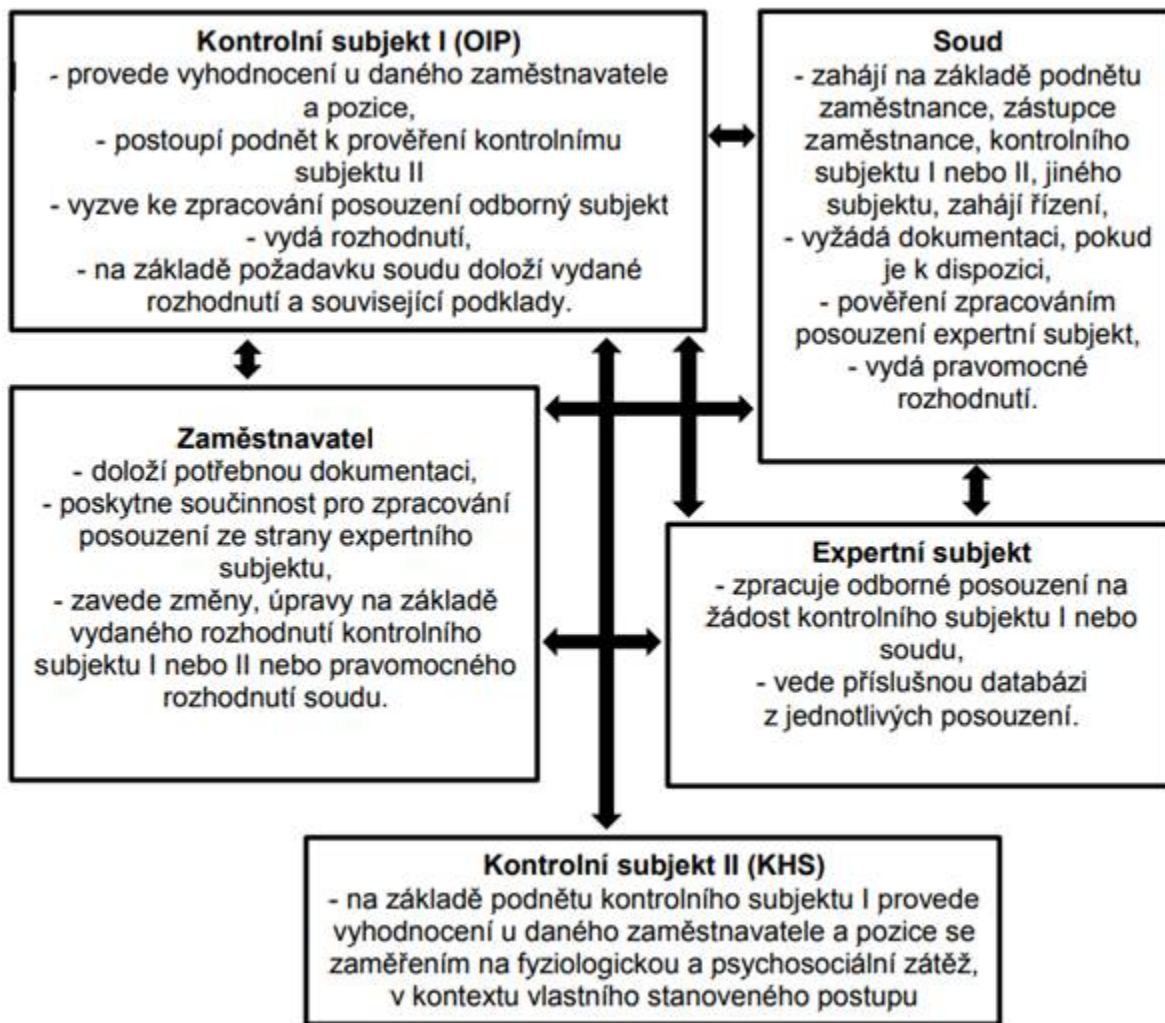 Kontrolní subjekt I (OIP)
- provede vyhodnocení u daného zaměstnavatele
a pozice,
- postoupí podnět k prověření kontrolnímu
subjektu II
- vyzve ke zpracování posouzení odborný subjekt
- vydá rozhodnutí,
- na základě požadavku soudu doloží vydané
rozhodnutí a související podklady.
Soud
- zahájí na základě podnětu
zaměstnance, zástupce
zaměstnance, kontrolního
subjektu I nebo II, jiného
subjektu, zahájí řízení,
- vyžádá dokumentaci, pokud
je k dispozici,
- pověření zpracováním
posouzení expertní subjekt,
- vydá pravomocné
rozhodnutí.
Zaměstnavatel
- doloží potřebnou dokumentaci,
- poskytne součinnost pro zpracování
posouzení ze strany expertního
subjektu,
- zavede změny, úpravy na základě
vydaného rozhodnutí kontrolního
subjektu I nebo II nebo pravomocného
rozhodnutí soudu.
Expertní subjekt
- zpracuje odborné posouzení na
žádost kontrolního subjektu I nebo
soudu,
- vede příslušnou databázi
z jednotlivých posouzení.
Kontrolní subjekt II (KHS)
- na základě podnětu kontrolního subjektu I provede
vyhodnocení u daného zaměstnavatele a pozice se
zaměřením na fyziologickou a psychosociální zátěž,
v kontextu vlastního stanoveného postupu